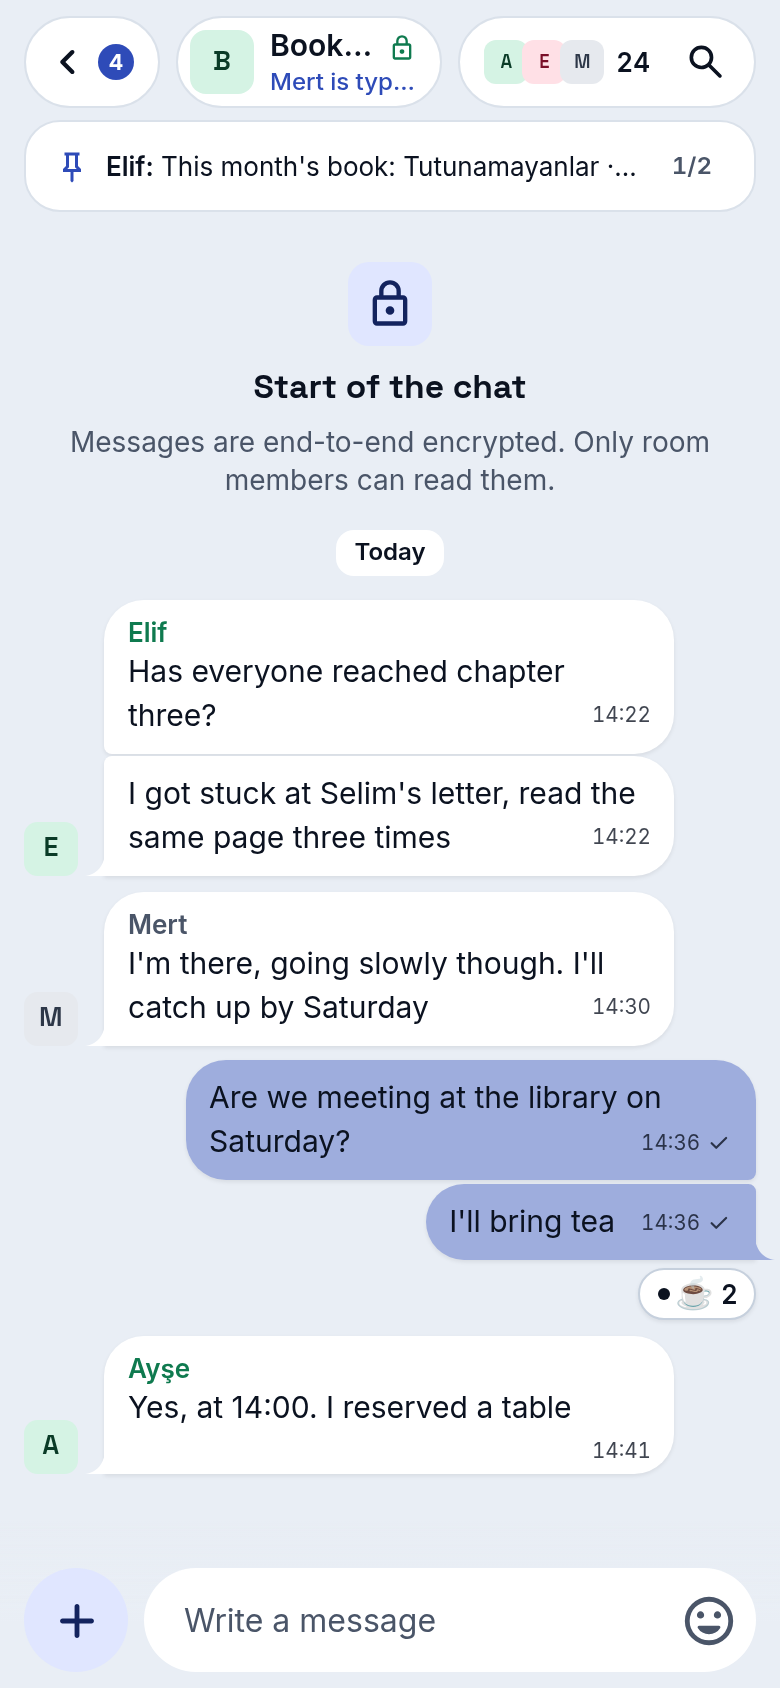 4
B
Book...
Mert is typ...
A E M 24
Elif: This month's book: Tutunamayanlar ·...
1/2
Start of the chat
Messages are end-to-end encrypted. Only room
members can read them.
Today
Elif
Has everyone reached chapter
three?
14:22
I got stuck at Selim's letter, read the
same page three times
14:22
E
Mert
I'm there, going slowly though. I'll
catch up by Saturday
14:30
M
Are we meeting at the library on
Saturday?
14:36
I'll bring tea
14:36
2
Ayşe
Yes, at 14:00. I reserved a table
14:41
A
Write a message